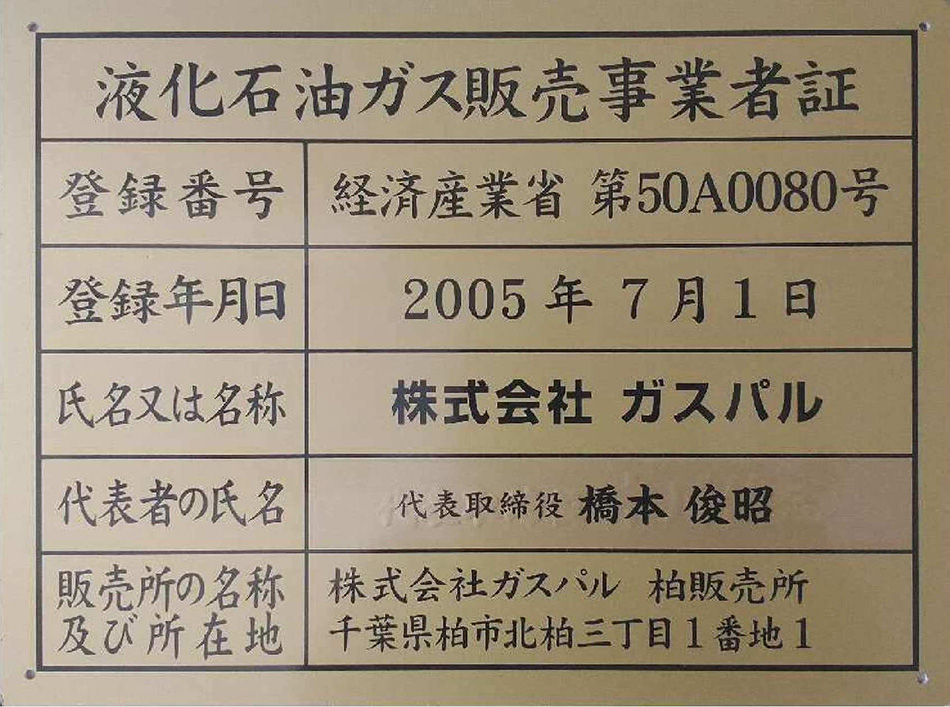 液化石油ガス販売事業者証
登録番号 経済産業省 第50A0080号
登録年月日 2005年7月1日
氏名又は名称 株式会社 ガスパル
代表者の氏名 代表取締役 橋本 俊昭
販売所の名称 株式会社ガスパル 柏販売所
及び所在地 千葉県柏市北柏三丁目1番地1